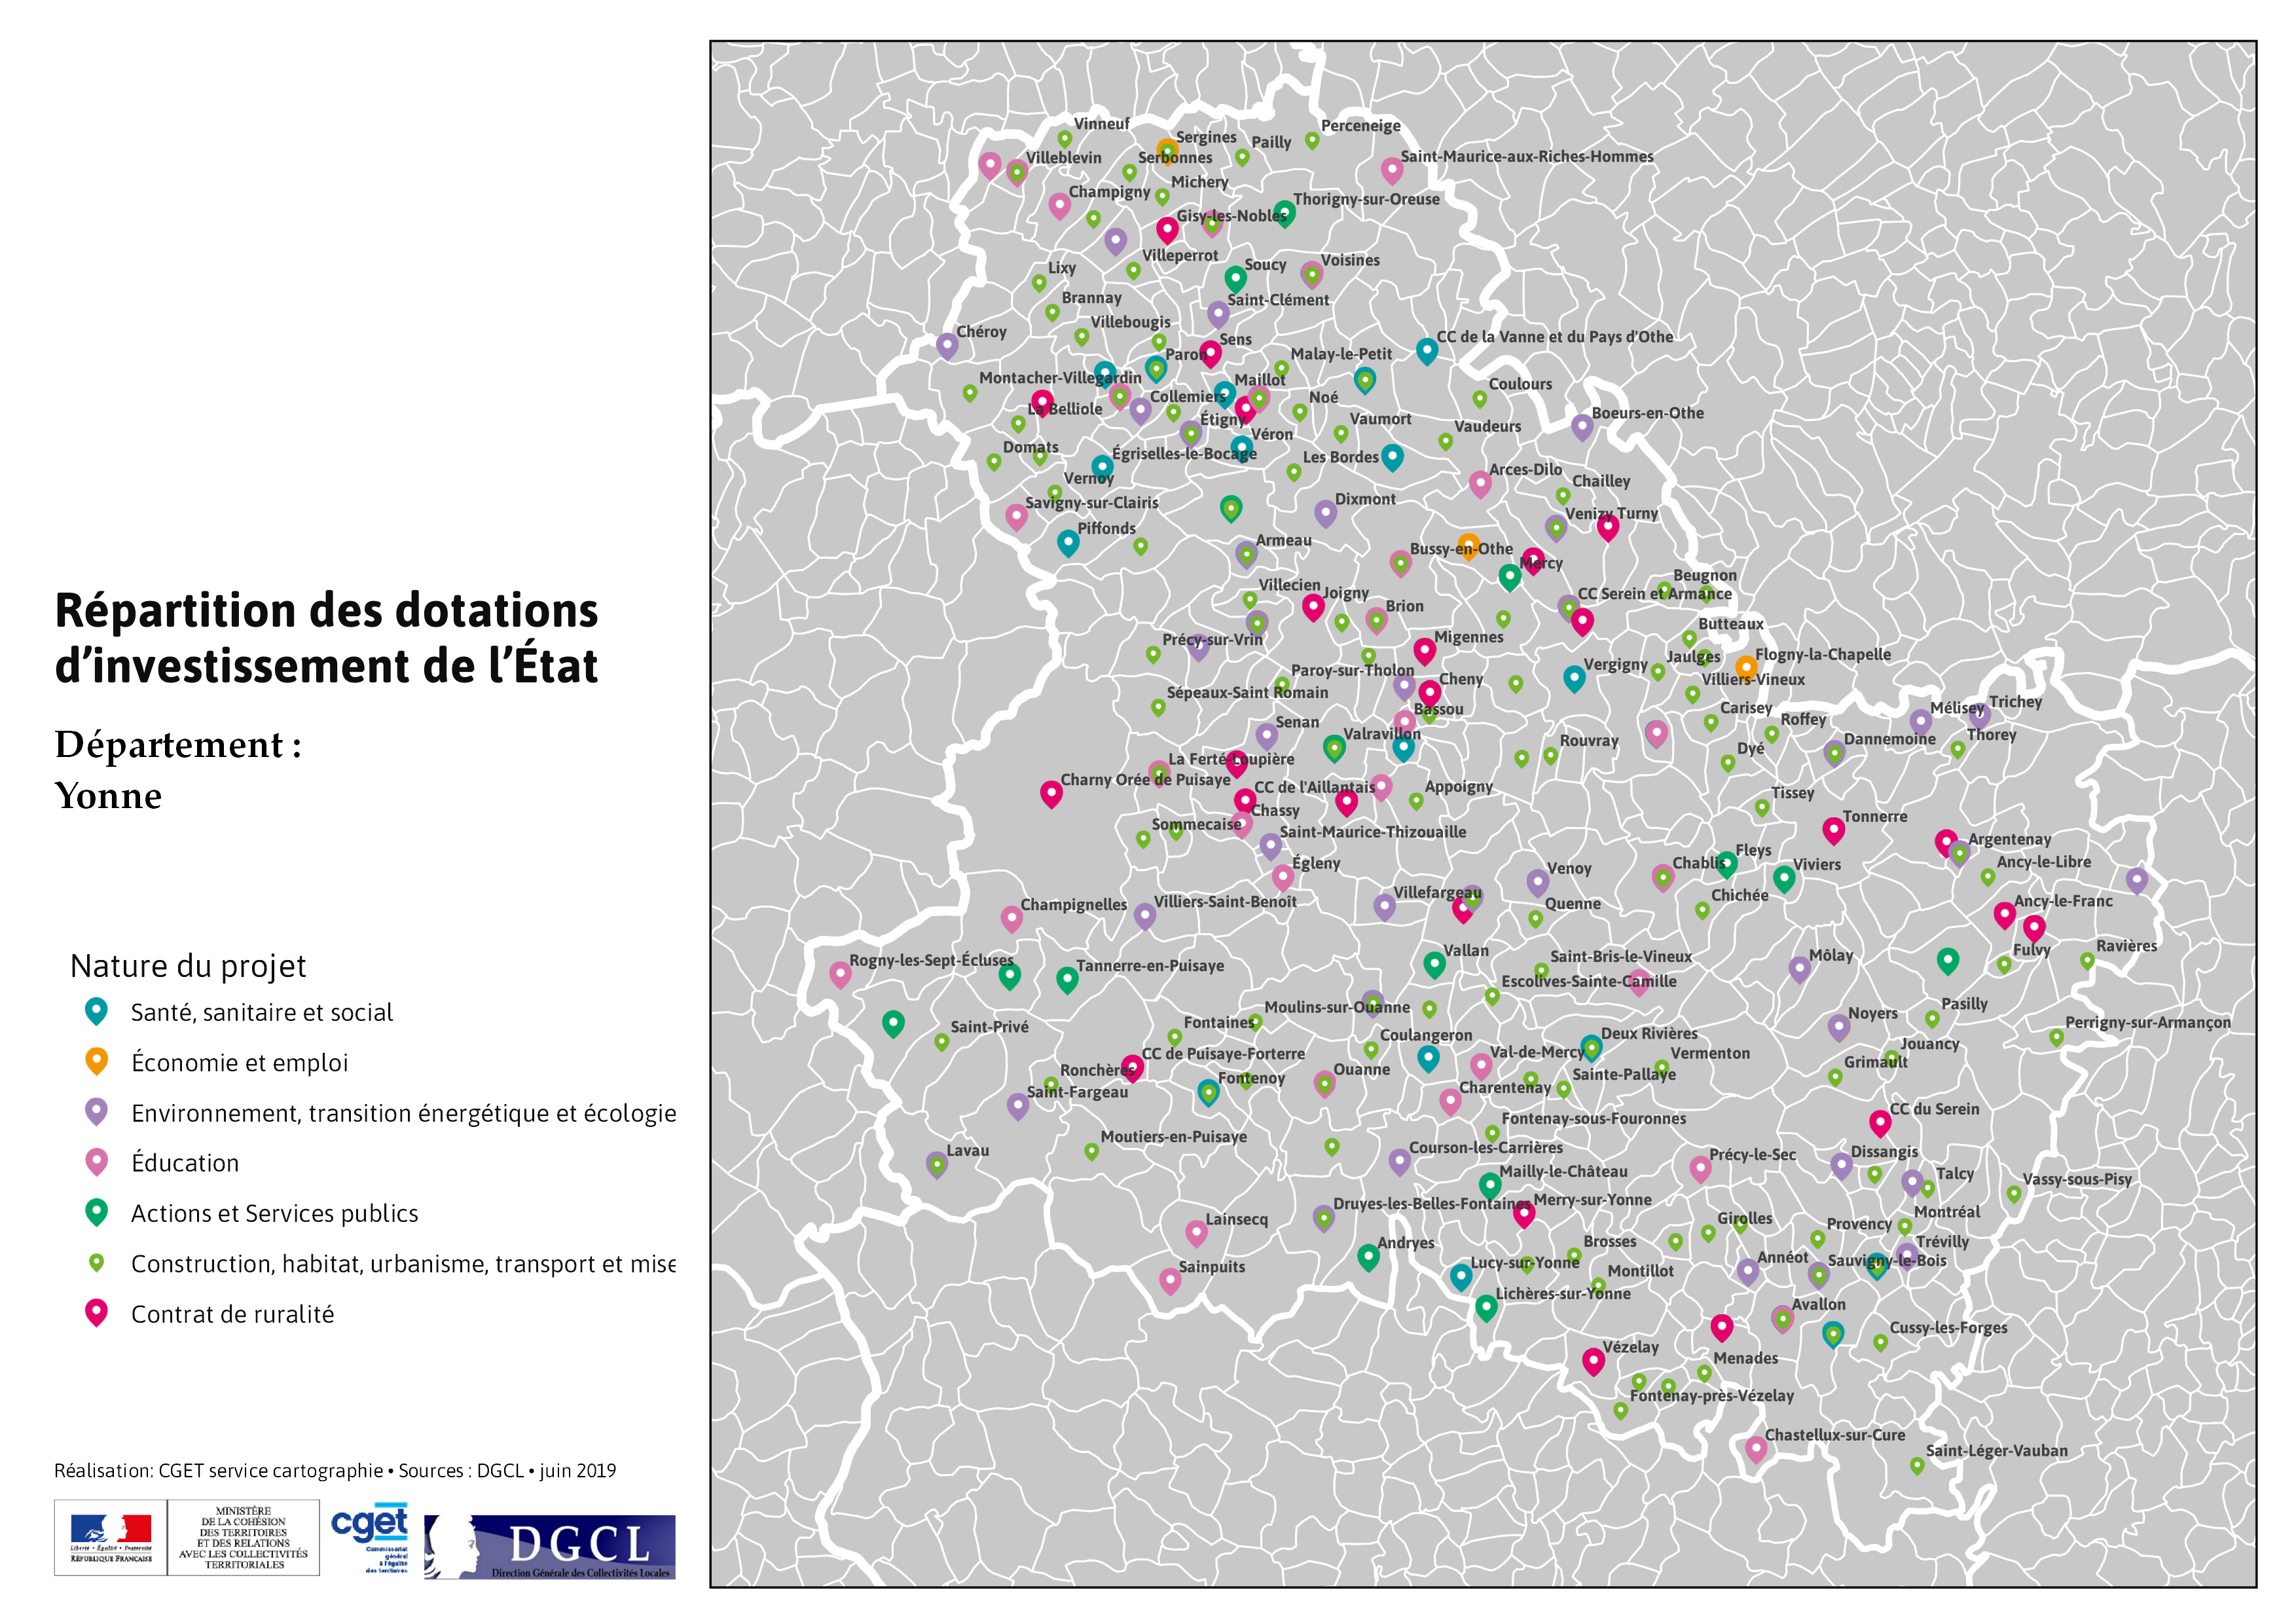 Répartition des dotations
d’investissement de l’État
Département :
Yonne
Nature du projet
Santé, sanitaire et social
Économie et emploi
Environnement, transition énergétique et écologie
Éducation
Actions et Services publics
Construction, habitat, urbanisme, transport et mise
Contrat de ruralité
Réalisation: CGET service cartographie • Sources : DGCL • juin 2019
Liberté • Égalité • Fraternité
RÉPUBLIQUE FRANÇAISE
MINISTÈRE
DE LA COHÉSION
DES TERRITOIRES
ET DES RELATIONS
AVEC LES COLLECTIVITÉS
TERRITORIALES
cget
Commissariat
général
à l'égalité
des territoires
DGCL
Direction Générale des Collectivités Locales
Vinneuf
Sergines
Pailly
Perceneige
Villeblevin
Serbonnes
Saint-Maurice-aux-Riches-Hommes
Champigny
Michery
Thorigny-sur-Oreuse
Gisy-les-Nobles
Villeperrot
Lixy
Soucy
Voisines
Brannay
Saint-Clément
Villebougis
Chéroy
Sens
CC de la Vanne et du Pays d'Othe
Paron
Malay-le-Petit
Montacher-Villegardin
Maillot
Coulours
Collemiers
Noé
La Belliole
Étigny
Vaumort
Boeurs-en-Othe
Véron
Vaudeurs
Domats
Égriselles-le-Bocage
Les Bordes
Vernoy
Arces-Dilo
Chailley
Savigny-sur-Clairis
Dixmont
Venizy
Turny
Piffonds
Armeau
Bussy-en-Othe
Mercy
Beugnon
Villecien
Joigny
CC Serein et Armance
Brion
Butteaux
Précy-sur-Vrin
Migennes
Jaulges
Flogny-la-Chapelle
Paroy-sur-Tholon
Vergigny
Cheny
Villiers-Vineux
Sépeaux-Saint Romain
Bassou
Carisey
Mélisey
Trichey
Senan
Roffey
Valravillon
Rouvray
Dyé
Dannemoine
Thorey
La Ferté-Loupière
Charny Orée de Puisaye
CC de l'Aillantais
Appoigny
Tissey
Chassy
Tonnerre
Sommecaise
Saint-Maurice-Thizouaille
Argentenay
Égleny
Venoy
Chablis
Fleys
Viviers
Ancy-le-Libre
Villefargeau
Chichée
Champignelles
Villiers-Saint-Benoît
Quenne
Ancy-le-Franc
Rogny-les-Sept-Écluses
Tannerre-en-Puisaye
Vallan
Saint-Bris-le-Vineux
Môlay
Fulvy
Ravières
Escolives-Sainte-Camille
Moulins-sur-Ouanne
Noyers
Pasilly
Saint-Privé
Fontaines
Coulangeron
Deux Rivières
Perrigny-sur-Armançon
CC de Puisaye-Forterre
Val-de-Mercy
Vermenton
Jouancy
Ronchères
Fontenoy
Ouanne
Sainte-Pallaye
Grimault
Saint-Fargeau
Charentenay
CC du Serein
Fontenay-sous-Fouronnes
Moutiers-en-Puisaye
Lavau
Courson-les-Carrières
Précy-le-Sec
Dissangis
Mailly-le-Château
Talcy
Vassy-sous-Pisy
Druyes-les-Belles-Fontaines
Merry-sur-Yonne
Lainsecq
Girolles
Provency
Montréal
Andryes
Brosses
Trévilly
Sainpuits
Lucy-sur-Yonne
Annéot
Sauvigny-le-Bois
Montillot
Lichères-sur-Yonne
Avallon
Cussy-les-Forges
Vézelay
Menades
Fontenay-près-Vézelay
Chastellux-sur-Cure
Saint-Léger-Vauban